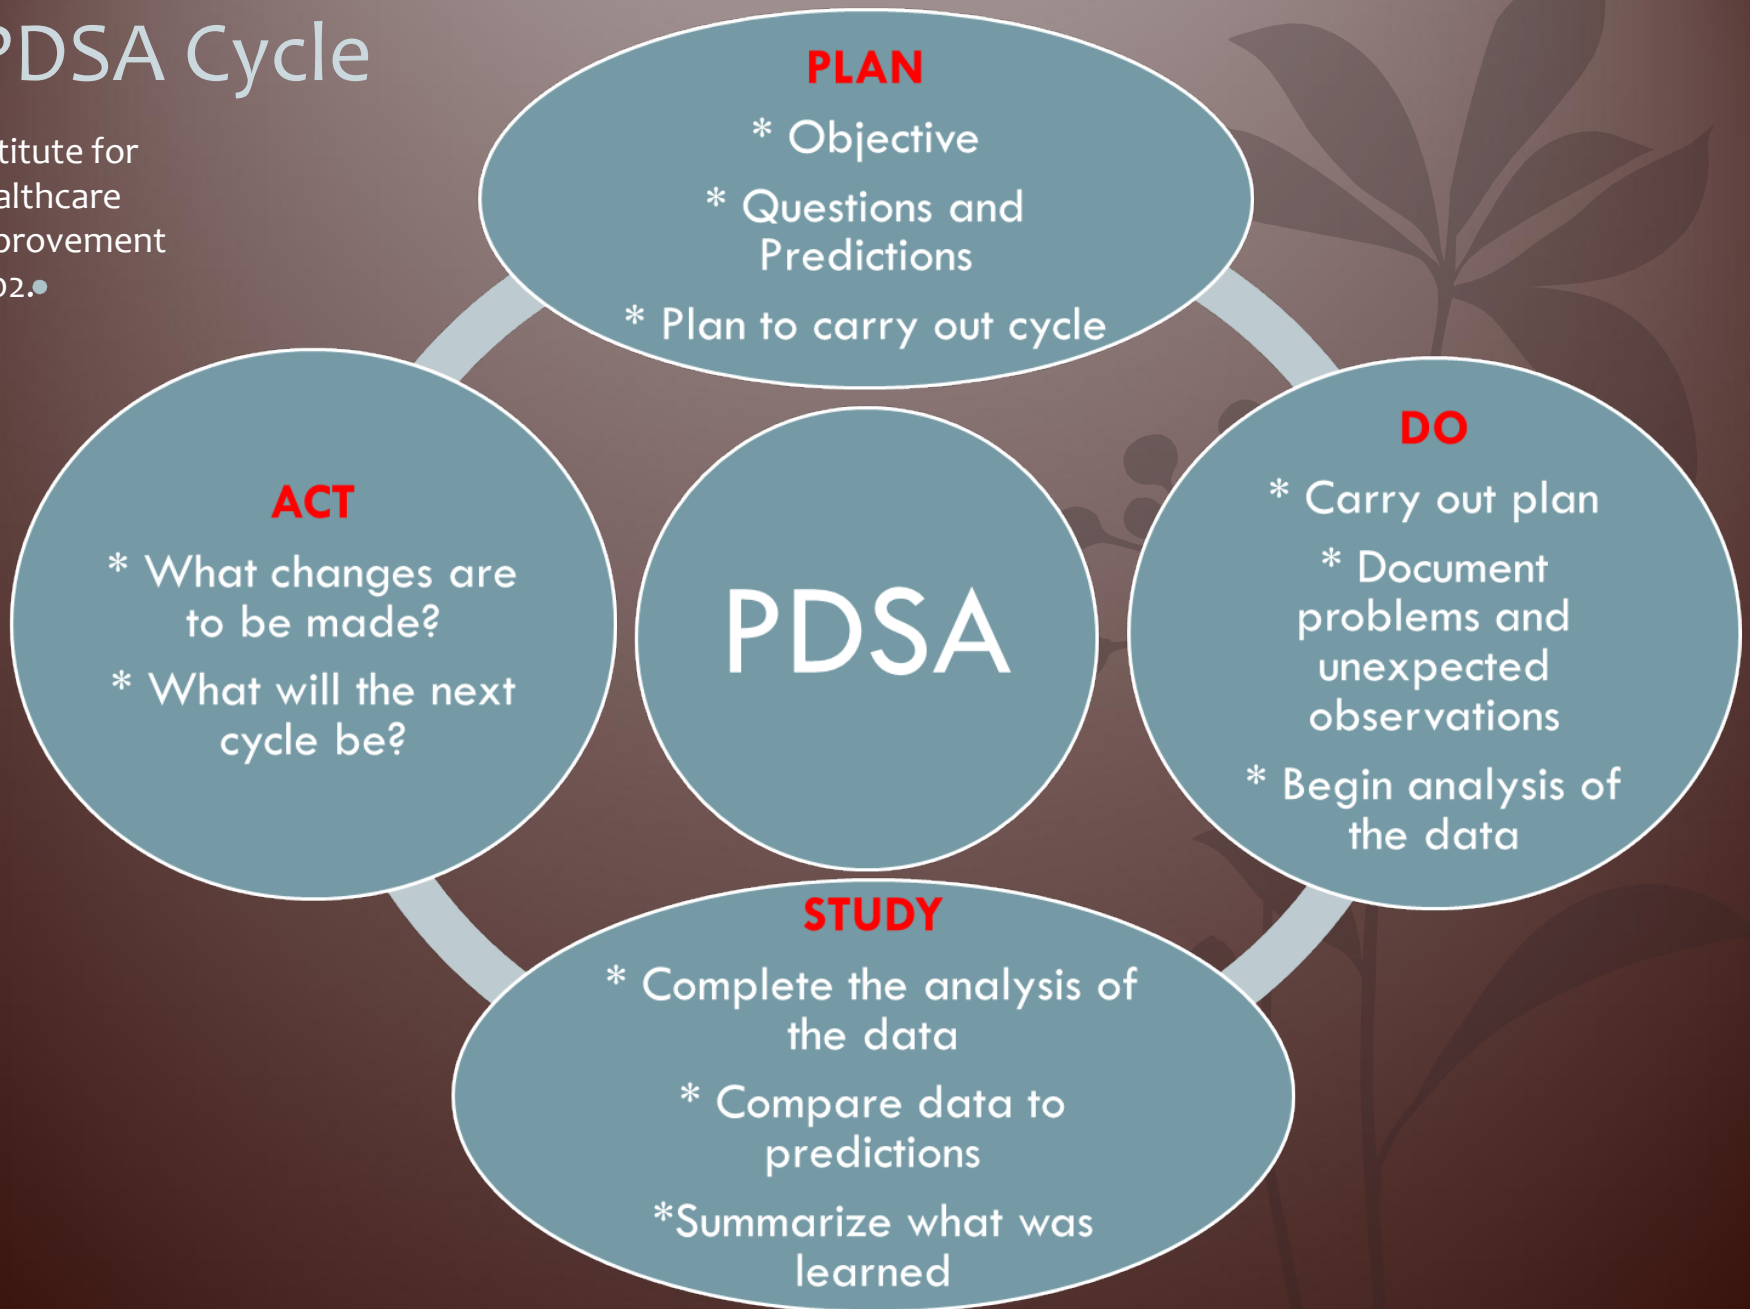 PDSA Cycle
titute for
althcare
provement
02.
PLAN
* Objective
* Questions and
Predictions
* Plan to carry out cycle
DO
* Carry out plan
* Document
problems and
unexpected
observations
* Begin analysis of
the data
STUDY
* Complete the analysis of
the data
* Compare data to
predictions
*Summarize what was
learned
ACT
* What changes are
to be made?
* What will the next
cycle be?
PDSA